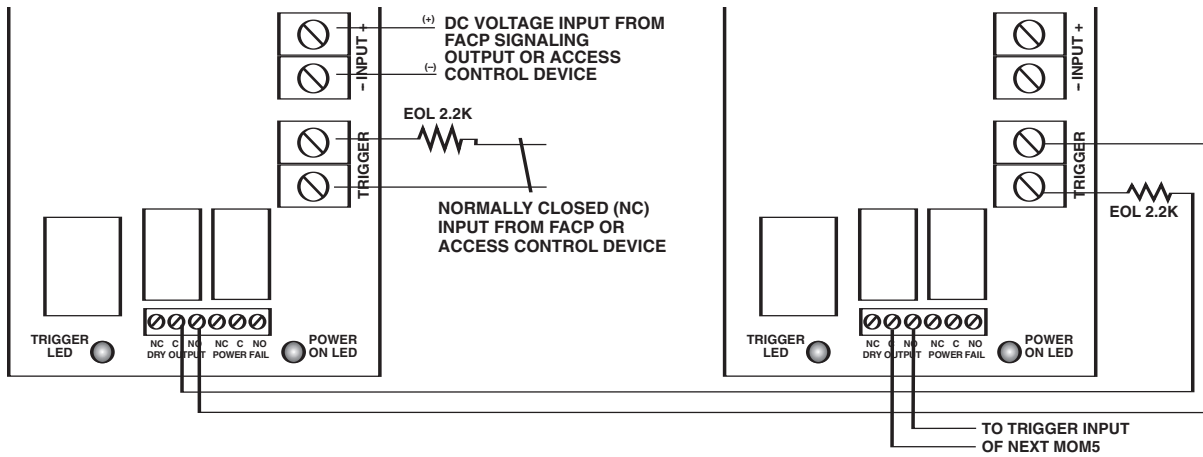 (+) DC VOLTAGE INPUT FROM
FACP SIGNALING
OUTPUT OR ACCESS
(–) CONTROL DEVICE
– INPUT +
EOL 2.2K
TRIGGER
NORMALLY CLOSED (NC)
INPUT FROM FACP OR
ACCESS CONTROL DEVICE
TRIGGER
LED
NC C NO NC C NO
DRY OUTPUT POWER FAIL
POWER
ON LED
– INPUT +
TRIGGER
EOL 2.2K
TRIGGER
LED
NC C NO NC C NO
DRY OUTPUT POWER FAIL
POWER
ON LED
TO TRIGGER INPUT
OF NEXT MOM5